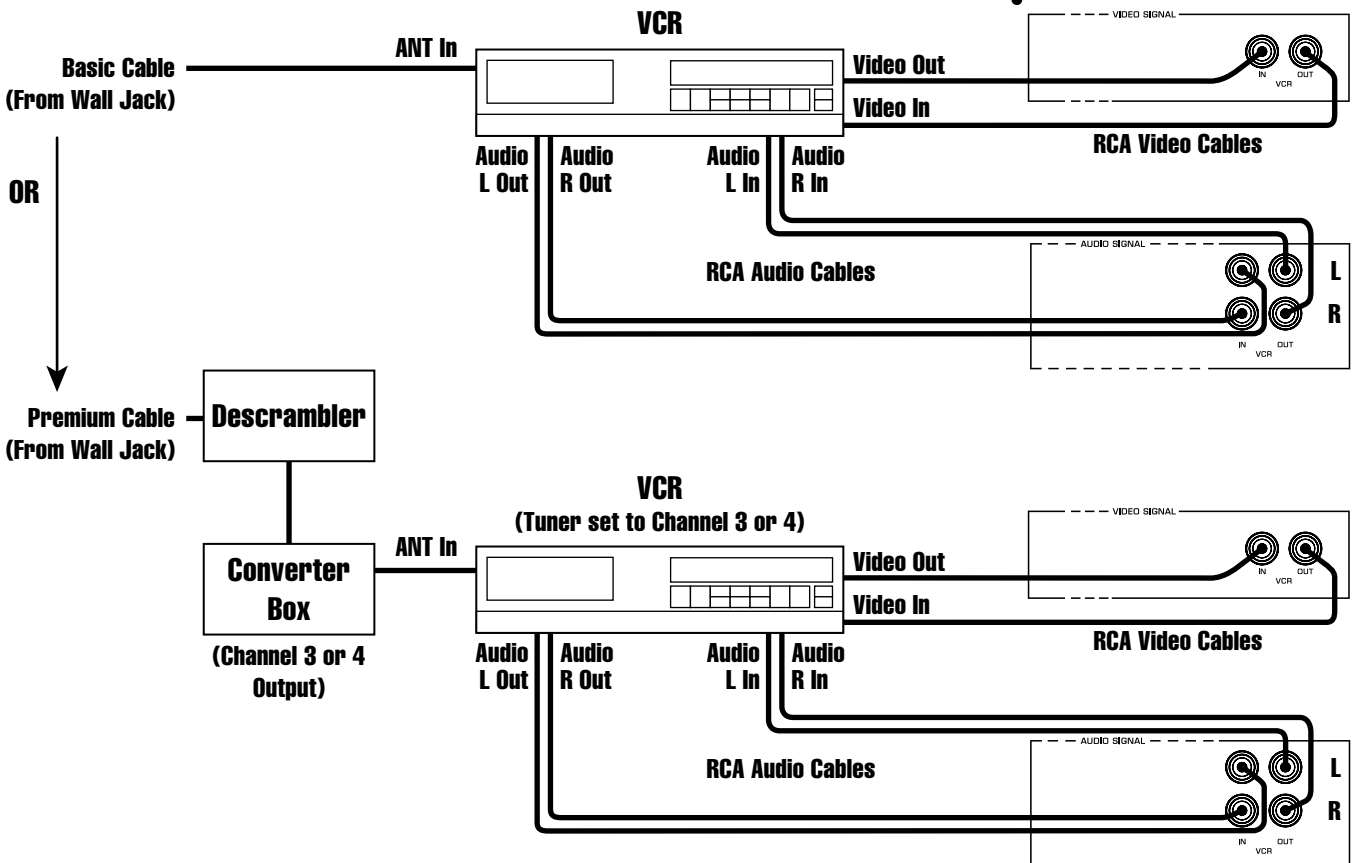 VCR
VIDEO SIGNAL
ANT In
Basic Cable
(From Wall Jack)
Video Out
IN
OUT
VCR
Video In
RCA Video Cables
Audio
L Out
Audio
R Out
Audio
L In
Audio
R In
OR
AUDIO SIGNAL
RCA Audio Cables
L
R
IN
OUT
VCR
Premium Cable
(From Wall Jack)
Descrambler
VCR
(Tuner set to Channel 3 or 4)
VIDEO SIGNAL
ANT In
Converter
Box
(Channel 3 or 4
Output)
Video Out
IN
OUT
VCR
Video In
RCA Video Cables
Audio
L Out
Audio
R Out
Audio
L In
Audio
R In
AUDIO SIGNAL
RCA Audio Cables
L
R
IN
OUT
VCR